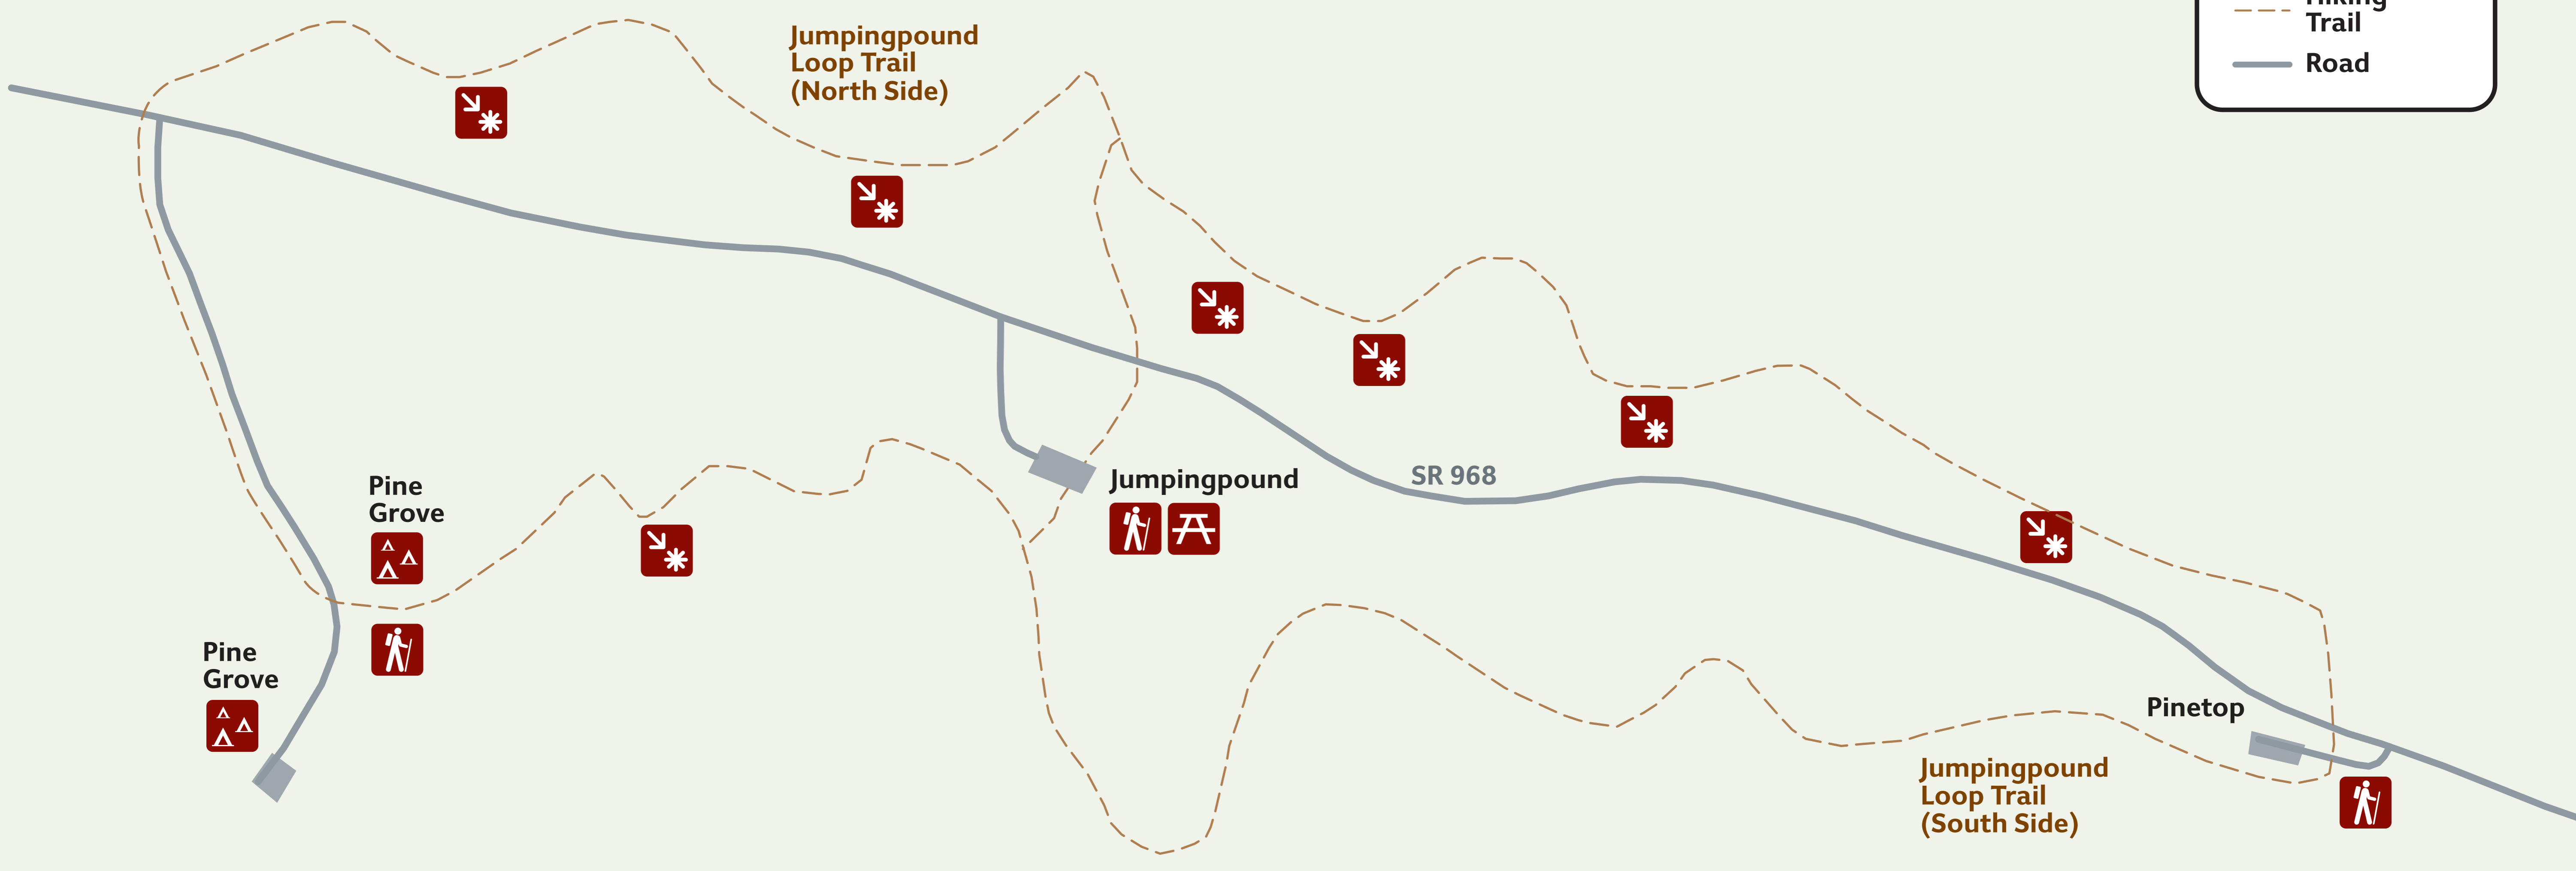 Hiking
Trail
Road
Jumpingpound
Loop Trail
(North Side)
SR 968
Jumpingpound
Pine
Grove
Pine
Grove
Pinetop
Jumpingpound
Loop Trail
(South Side)